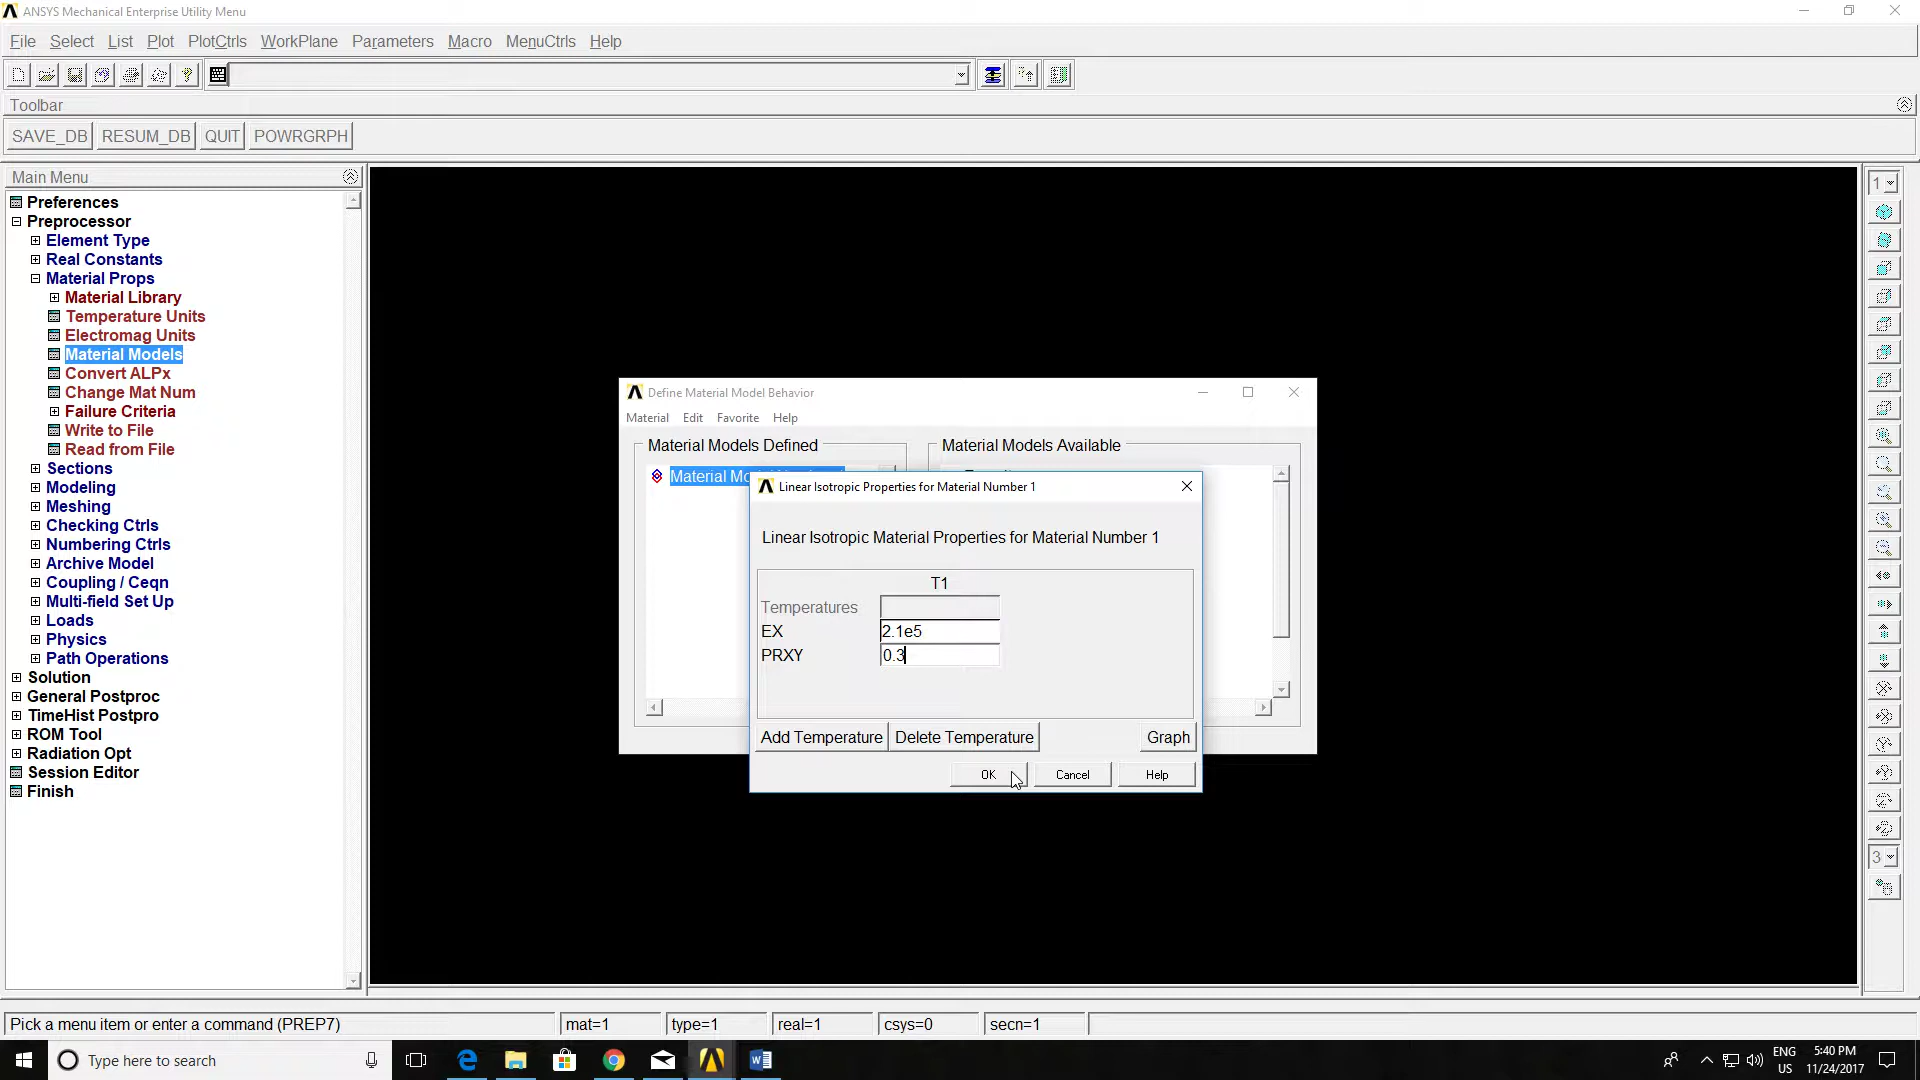 ANSYS Mechanical Enterprise Utility Menu
File Select List Plot PlotCtrls WorkPlane Parameters Macro MenuCtrls Help
Toolbar
SAVE_DB RESUM_DB QUIT POWRGRPH
Main Menu
1
Preferences
Preprocessor
Element Type
Real Constants
Material Props
Material Library
Temperature Units
Electromag Units
Material Models
Convert ALPx
Change Mat Num
Failure Criteria
Write to File
Read from File
Sections
Modeling
Meshing
Checking Ctrls
Numbering Ctrls
Archive Model
Coupling / Ceqn
Multi-field Set Up
Loads
Physics
Path Operations
Solution
General Postproc
TimeHist Postpro
ROM Tool
Radiation Opt
Session Editor
Finish
Define Material Model Behavior
Material Edit Favorite Help
Material Models Defined
Material Models Available
Linear Isotropic Properties for Material Number 1
Linear Isotropic Material Properties for Material Number 1
T1
Temperatures
EX 2.1e5
PRXY 0.3
Add Temperature Delete Temperature Graph
OK Cancel Help
3
Pick a menu item or enter a command (PREP7) mat=1 type=1 real=1 csys=0 secn=1
Type here to search
ENG
US
5:40 PM
11/24/2017